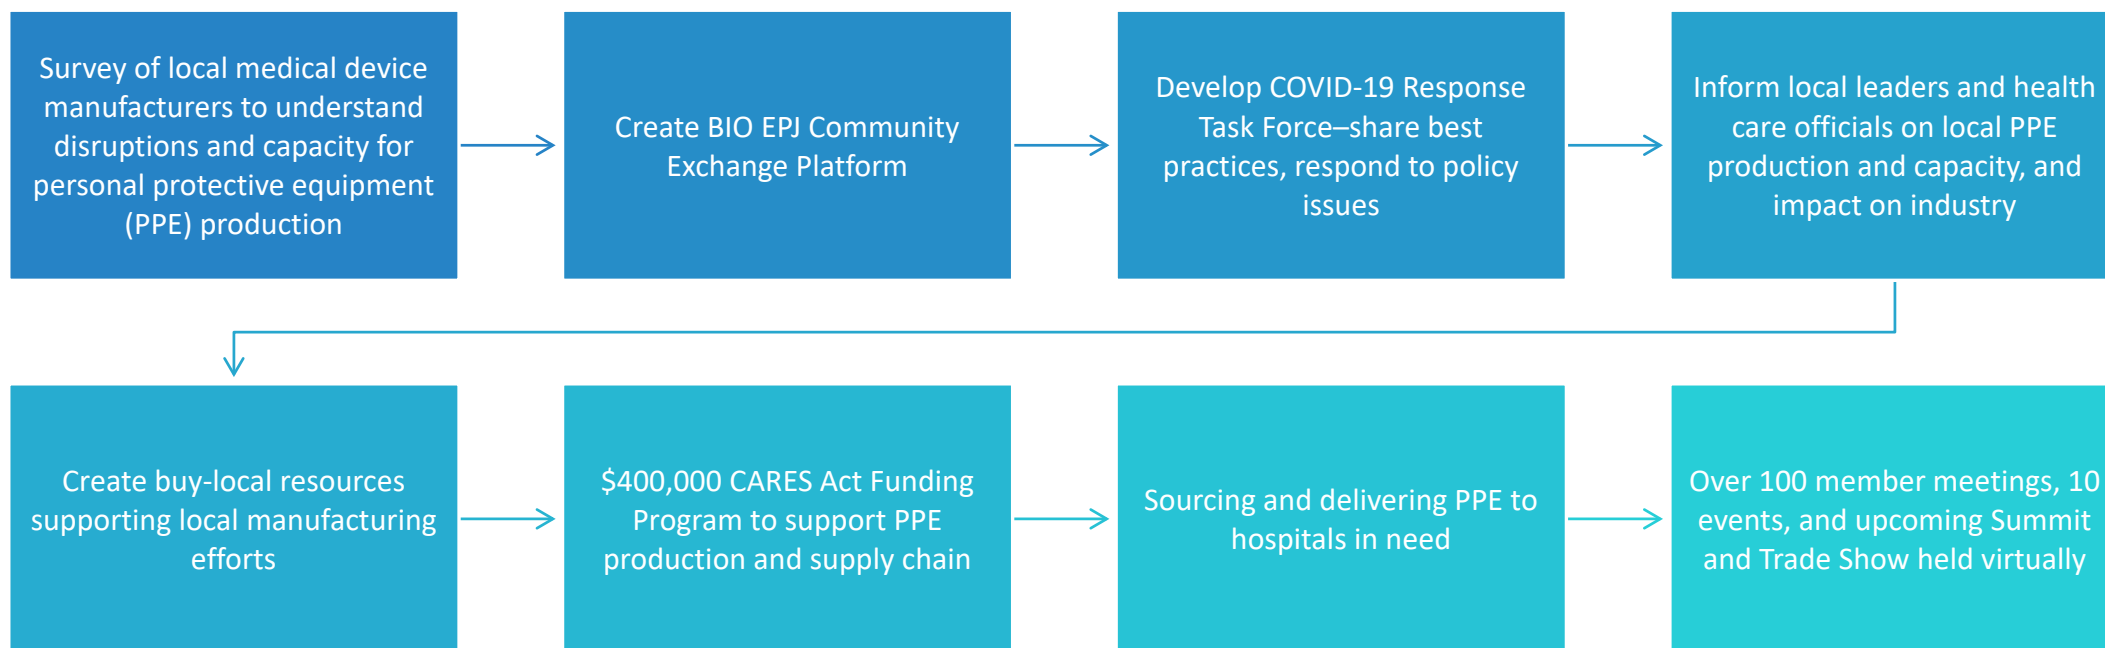 Survey of local medical device
manufacturers to understand
disruptions and capacity for
personal protective equipment
(PPE) production
Create BIO EPJ Community
Exchange Platform
Develop COVID-19 Response
Task Force–share best
practices, respond to policy
issues
Inform local leaders and health
care officials on local PPE
production and capacity, and
impact on industry
Create buy-local resources
supporting local manufacturing
efforts
$400,000 CARES Act Funding
Program to support PPE
production and supply chain
Sourcing and delivering PPE to
hospitals in need
Over 100 member meetings, 10
events, and upcoming Summit
and Trade Show held virtually